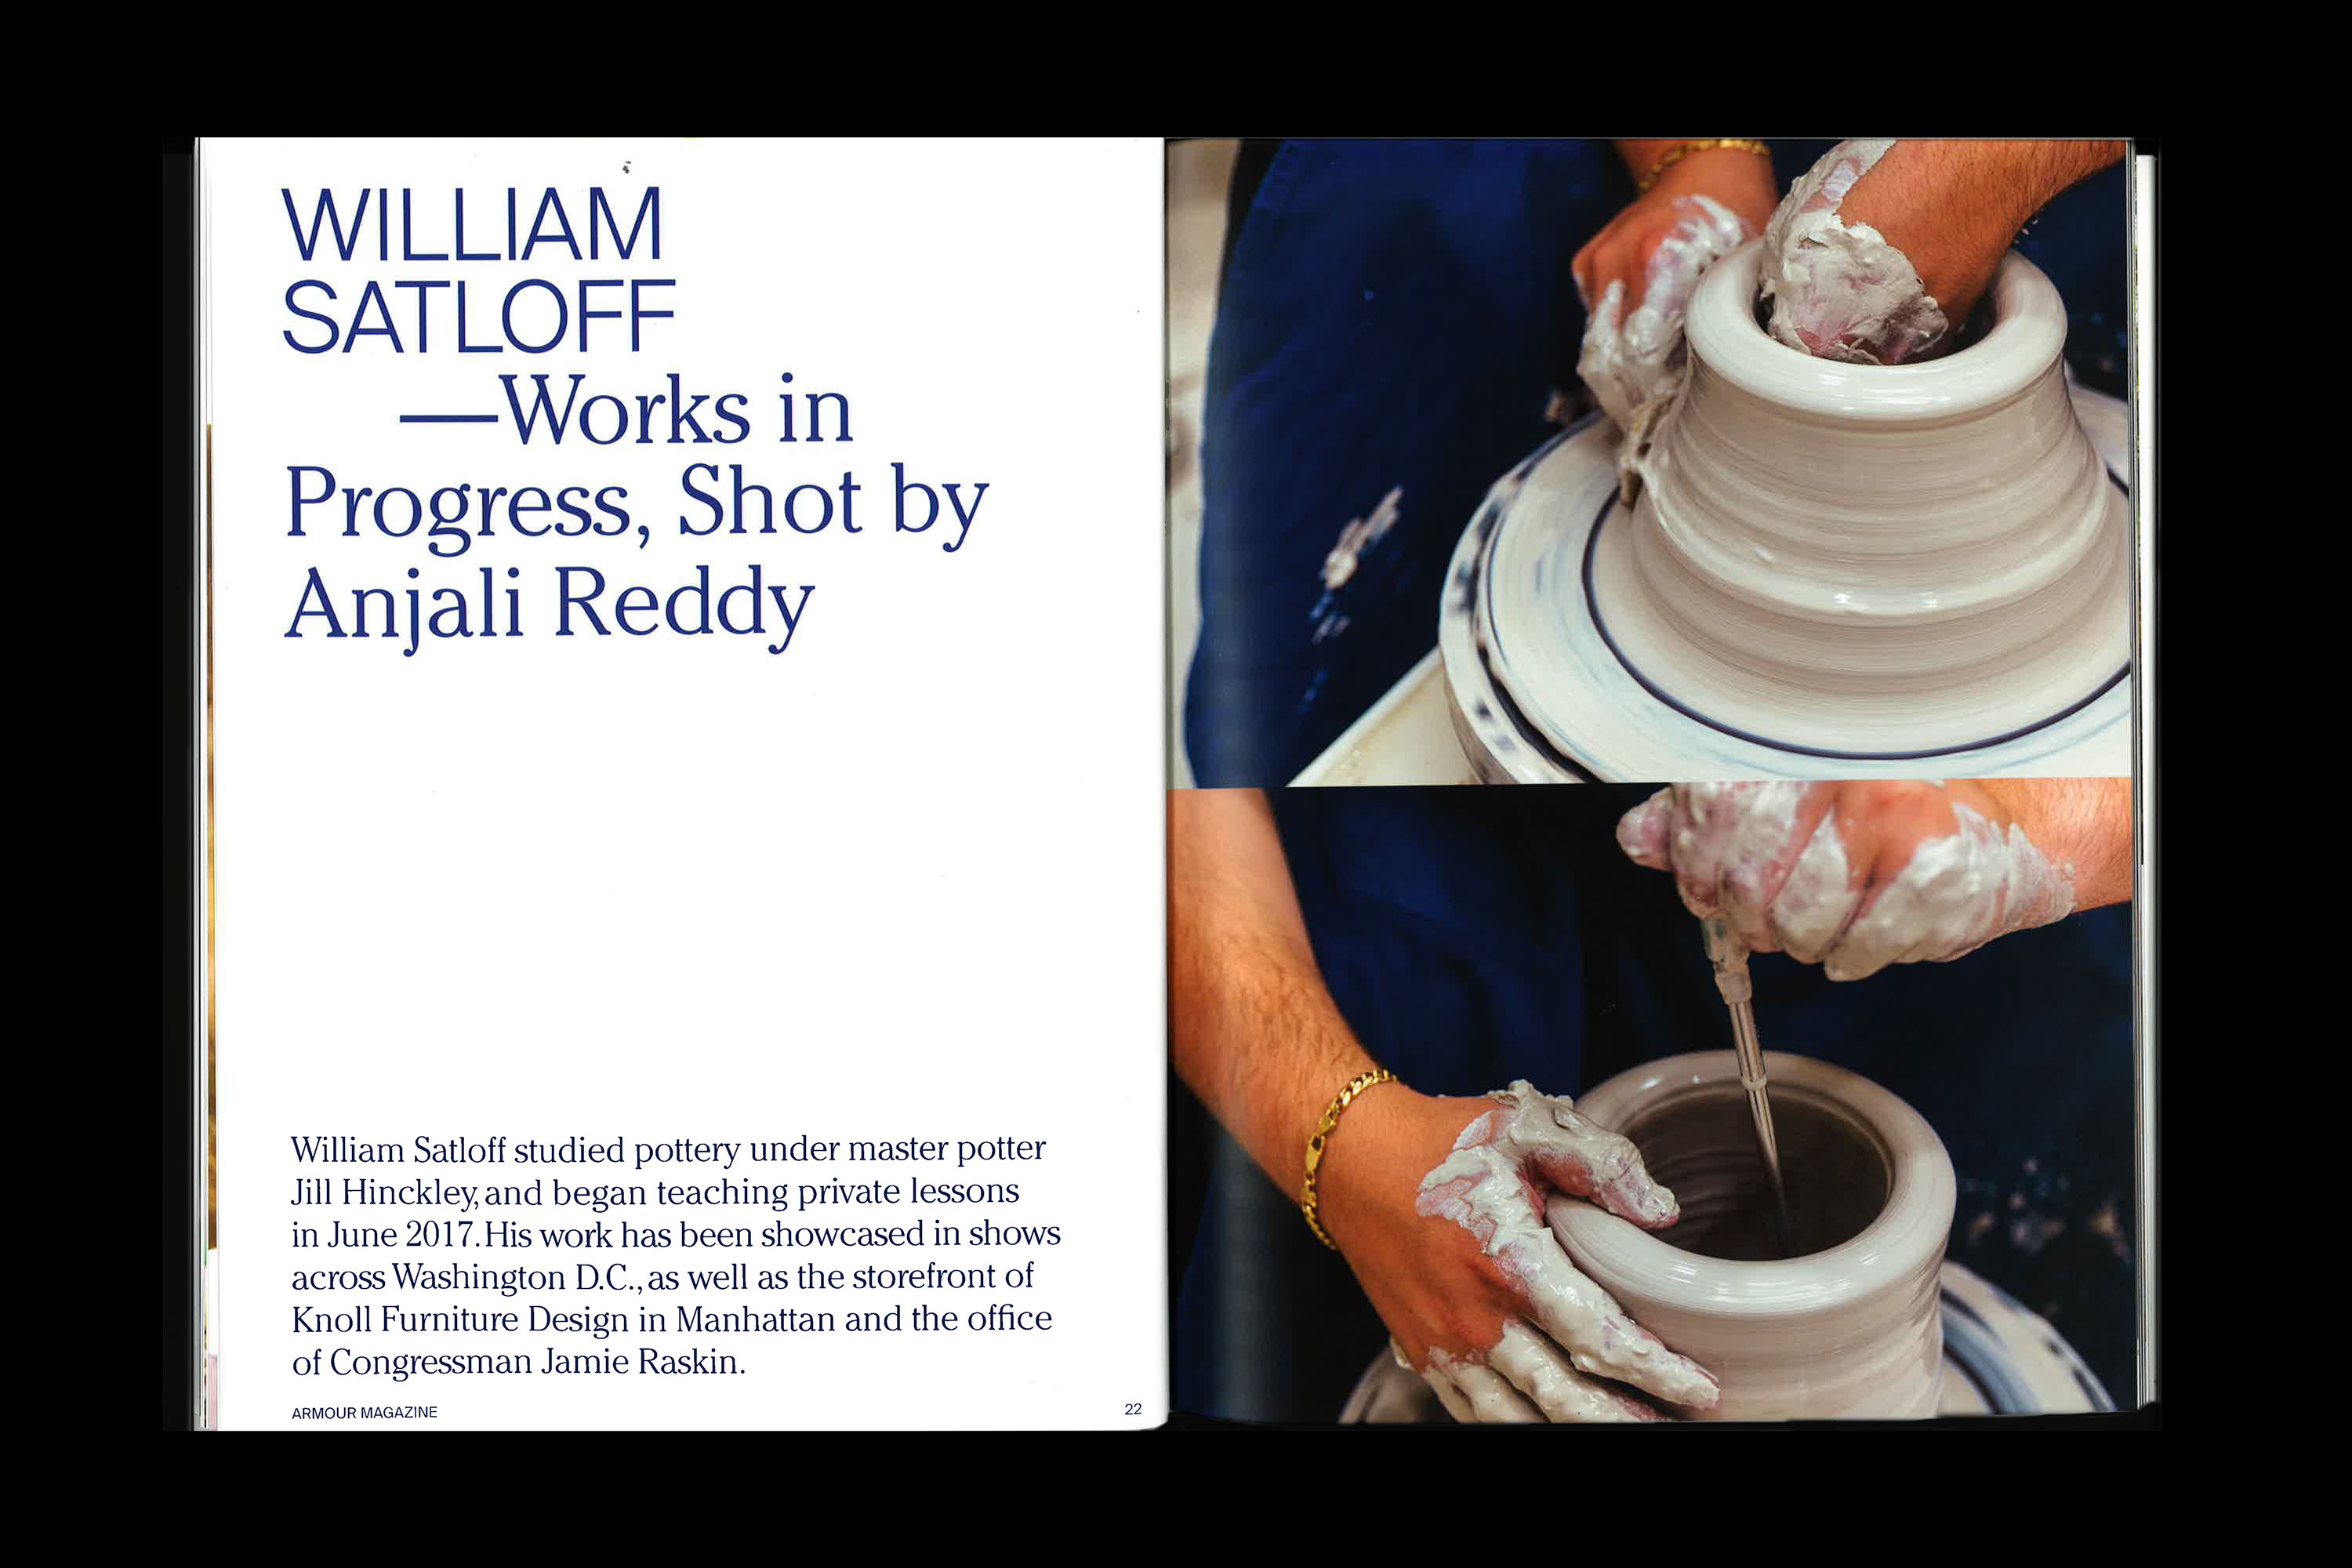 WILLIAM
SATLOFF
—Works in
Progress, Shot by
Anjali Reddy
William Satloff studied pottery under master potter
Jill Hinckley, and began teaching private lessons
in June 2017. His work has been showcased in shows
across Washington D.C., as well as the storefront of
Knoll Furniture Design in Manhattan and the office
of Congressman Jamie Raskin.
ARMOUR MAGAZINE
22